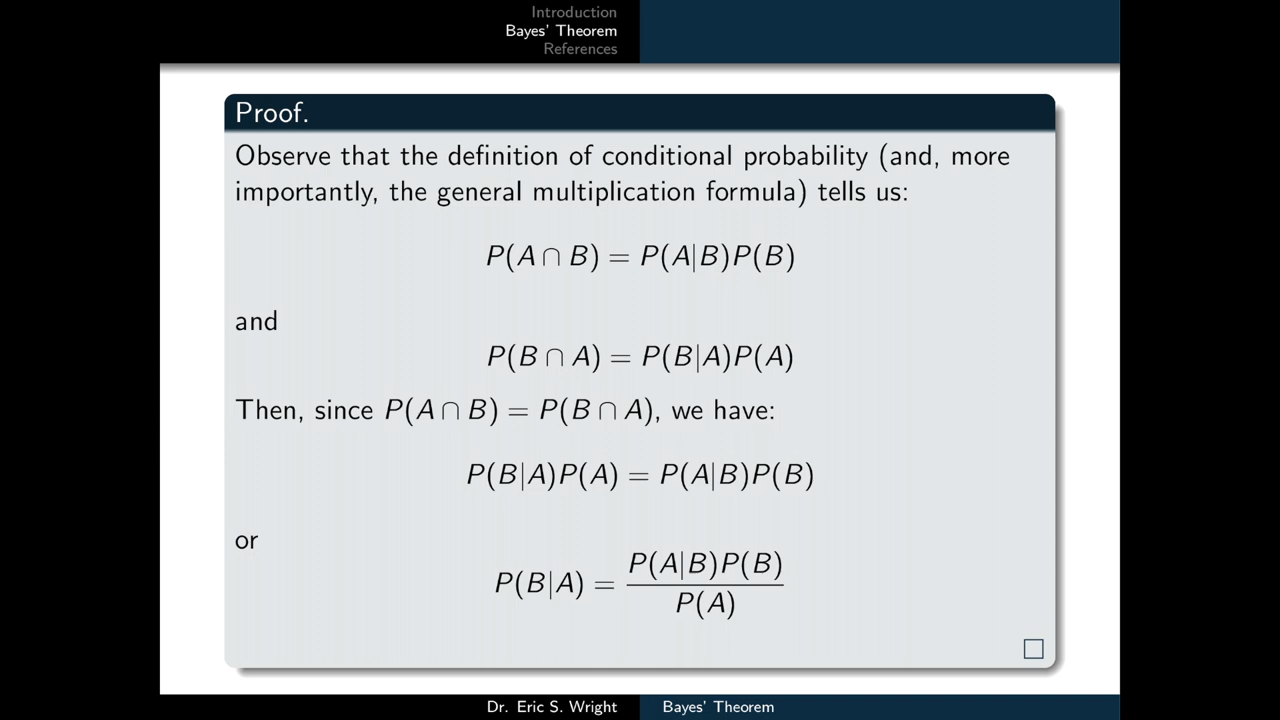 Introduction
Bayes' Theorem
References
Proof.
Observe that the definition of conditional probability (and, more
importantly, the general multiplication formula) tells us:
P(A ∩ B) = P(A|B)P(B)
and
P(B ∩ A) = P(B|A)P(A)
Then, since P(A ∩ B) = P(B ∩ A), we have:
P(B|A)P(A) = P(A|B)P(B)
or
P(B|A) = P(A|B)P(B) / P(A)
□
Dr. Eric S. Wright Bayes' Theorem